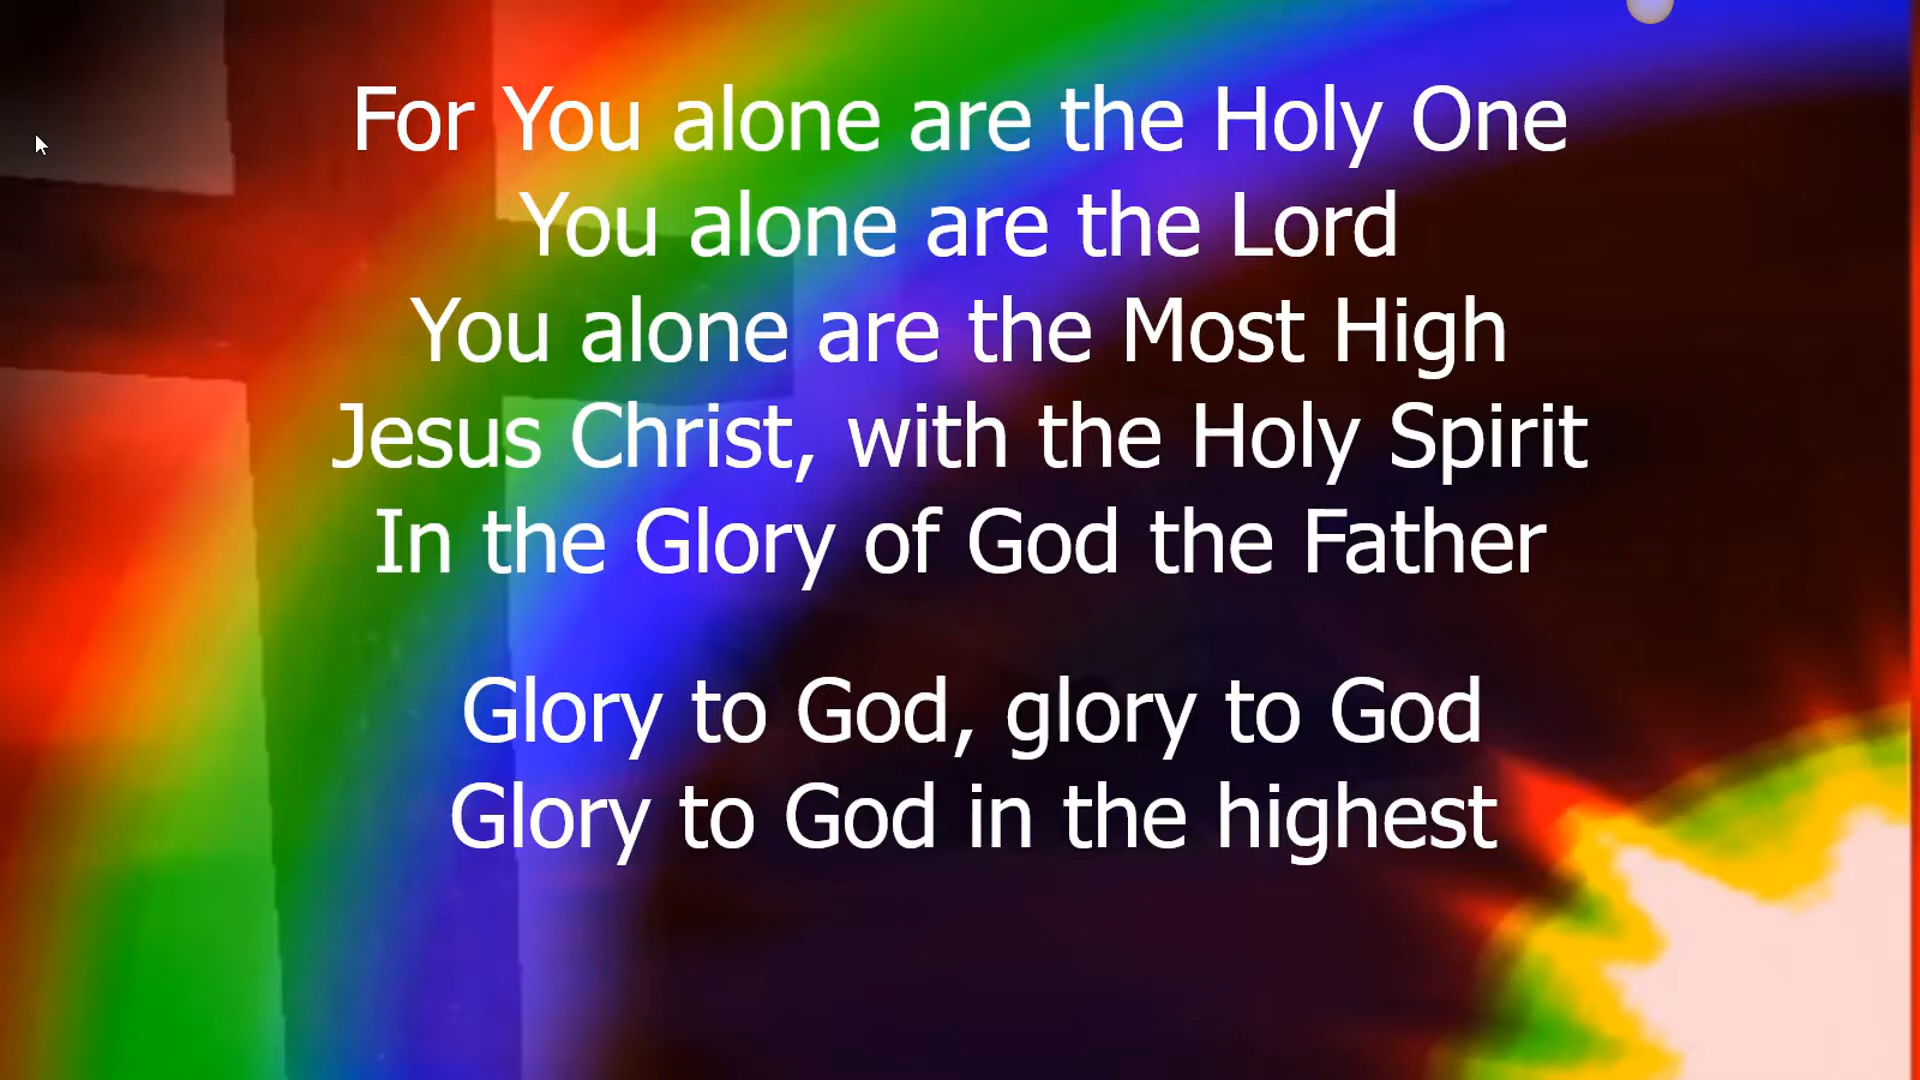 For You alone are the Holy One
You alone are the Lord
You alone are the Most High
Jesus Christ, with the Holy Spirit
In the Glory of God the Father
Glory to God, glory to God
Glory to God in the highest